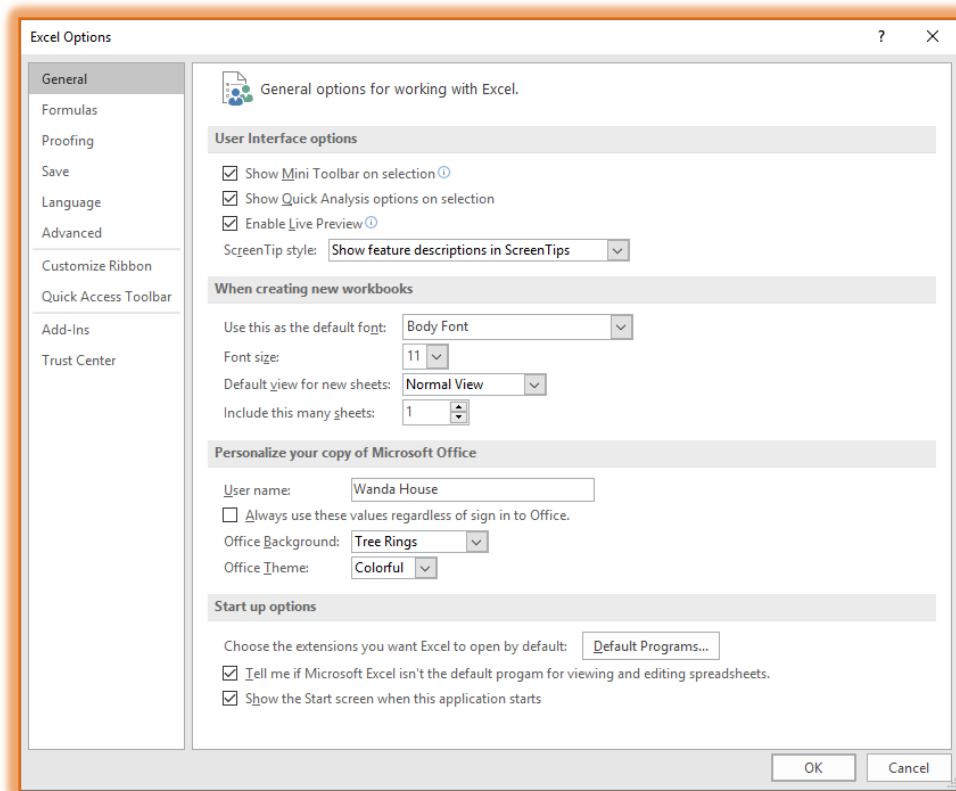 Excel Options ?
General
Formulas
Proofing
Save
Language
Advanced
Customize Ribbon
Quick Access Toolbar
Add-Ins
Trust Center
General options for working with Excel.
User Interface options
Show Mini Toolbar on selection
Show Quick Analysis options on selection
Enable Live Preview
ScreenTip style: Show feature descriptions in ScreenTips
When creating new workbooks
Use this as the default font: Body Font
Font size: 11
Default view for new sheets: Normal View
Include this many sheets: 1
Personalize your copy of Microsoft Office
User name: Wanda House
Always use these values regardless of sign in to Office.
Office Background: Tree Rings
Office Theme: Colorful
Start up options
Choose the extensions you want Excel to open by default: Default Programs...
Tell me if Microsoft Excel isn't the default progam for viewing and editing spreadsheets.
Show the Start screen when this application starts
OK Cancel